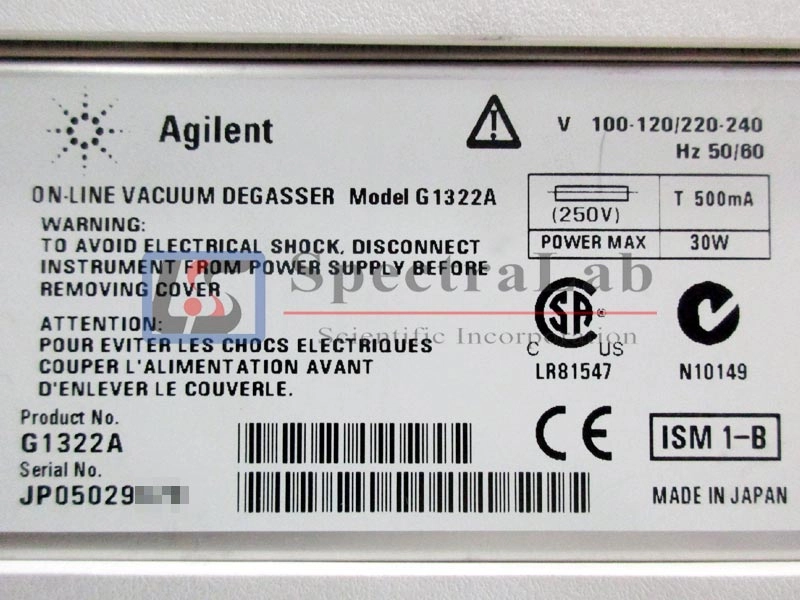 Agilent
V 100-120/220-240
Hz 50/60
ON-LINE VACUUM DEGASSER Model G1322A
(250V)
T 500mA
POWER MAX 30W
WARNING:
TO AVOID ELECTRICAL SHOCK, DISCONNECT
INSTRUMENT FROM POWER SUPPLY BEFORE
REMOVING COVER
SpectraLab
Scientific Incorporation
ATTENTION:
POUR EVITER LES CHOCS ELECTRIQUES
COUPER L'ALIMENTATION AVANT
D'ENLEVER LE COUVERLE.
SA ®
C US
LR81547
N10149
Product No.
G1322A
CE
ISM 1-B
Serial No.
JP05029
MADE IN JAPAN